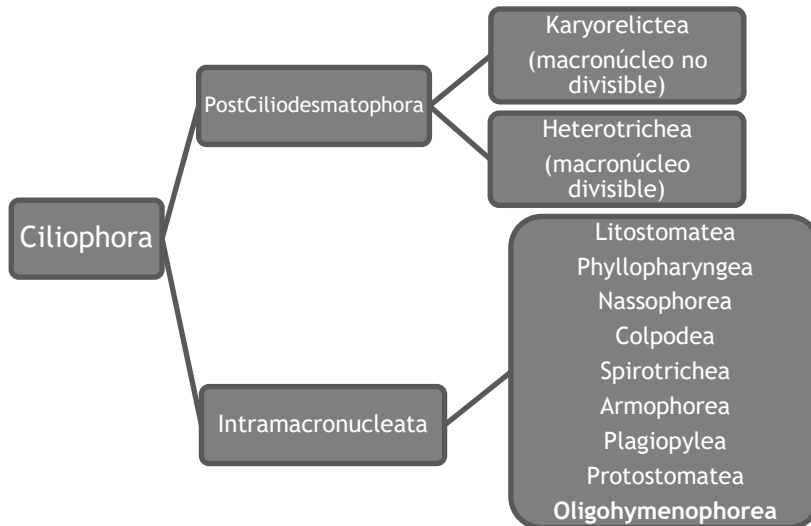 Ciliophora
PostCiliodesmatophora
Karyorelictea
(macronúcleo no
divisible)
Heterotrichea
(macronúcleo
divisible)
Intramacronucleata
Litostomatea
Phyllopharyngea
Nassophorea
Colpodea
Spirotrichea
Armophorea
Plagiopylea
Protostomatea
Oligohymenophorea